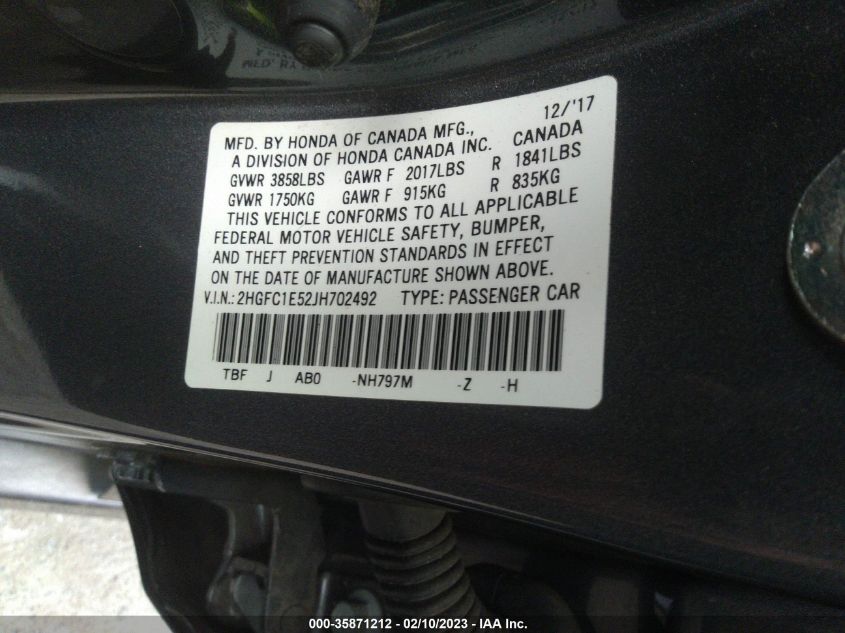 MFD. BY HONDA OF CANADA MFG., 12/'17
A DIVISION OF HONDA CANADA INC. CANADA
GVWR 3858LBS GAWR F 2017LBS R 1841LBS
GVWR 1750KG GAWR F 915KG R 835KG
THIS VEHICLE CONFORMS TO ALL APPLICABLE
FEDERAL MOTOR VEHICLE SAFETY, BUMPER,
AND THEFT PREVENTION STANDARDS IN EFFECT
ON THE DATE OF MANUFACTURE SHOWN ABOVE.
V.I.N.: 2HGFC1E52JH702492 TYPE: PASSENGER CAR
TBF J AB0 -NH797M -Z -H
000-35871212 - 02/10/2023 - IAA Inc.